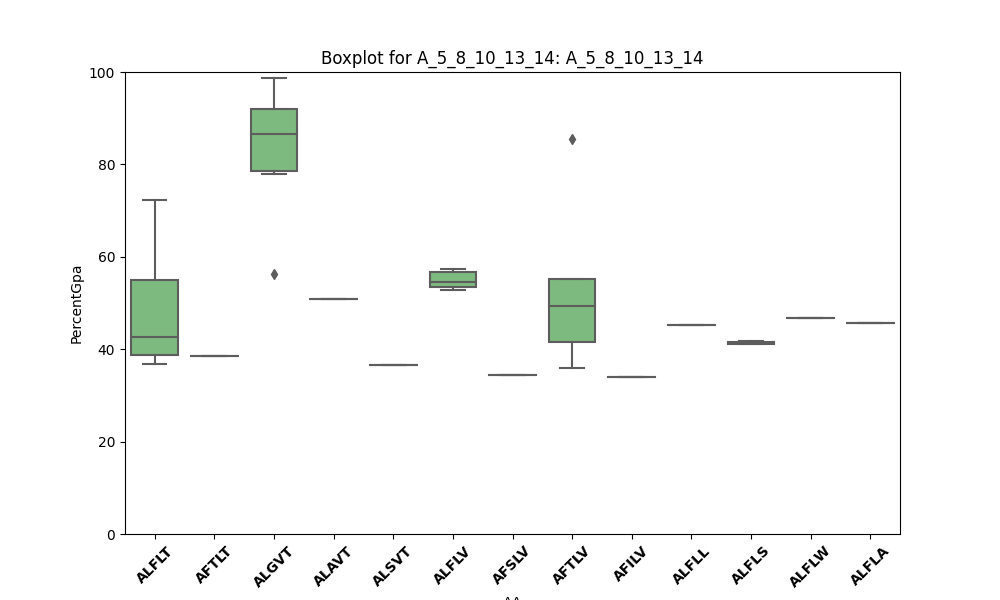 Boxplot for A_5_8_10_13_14: A_5_8_10_13_14
100
80
60
40
20
0
PercentGpa
ALFLT AFTLT ALGVT ALAVT ALSVT ALFLV AFSLV AFTLV AFILV ALFLL ALFLS ALFLW ALFLA